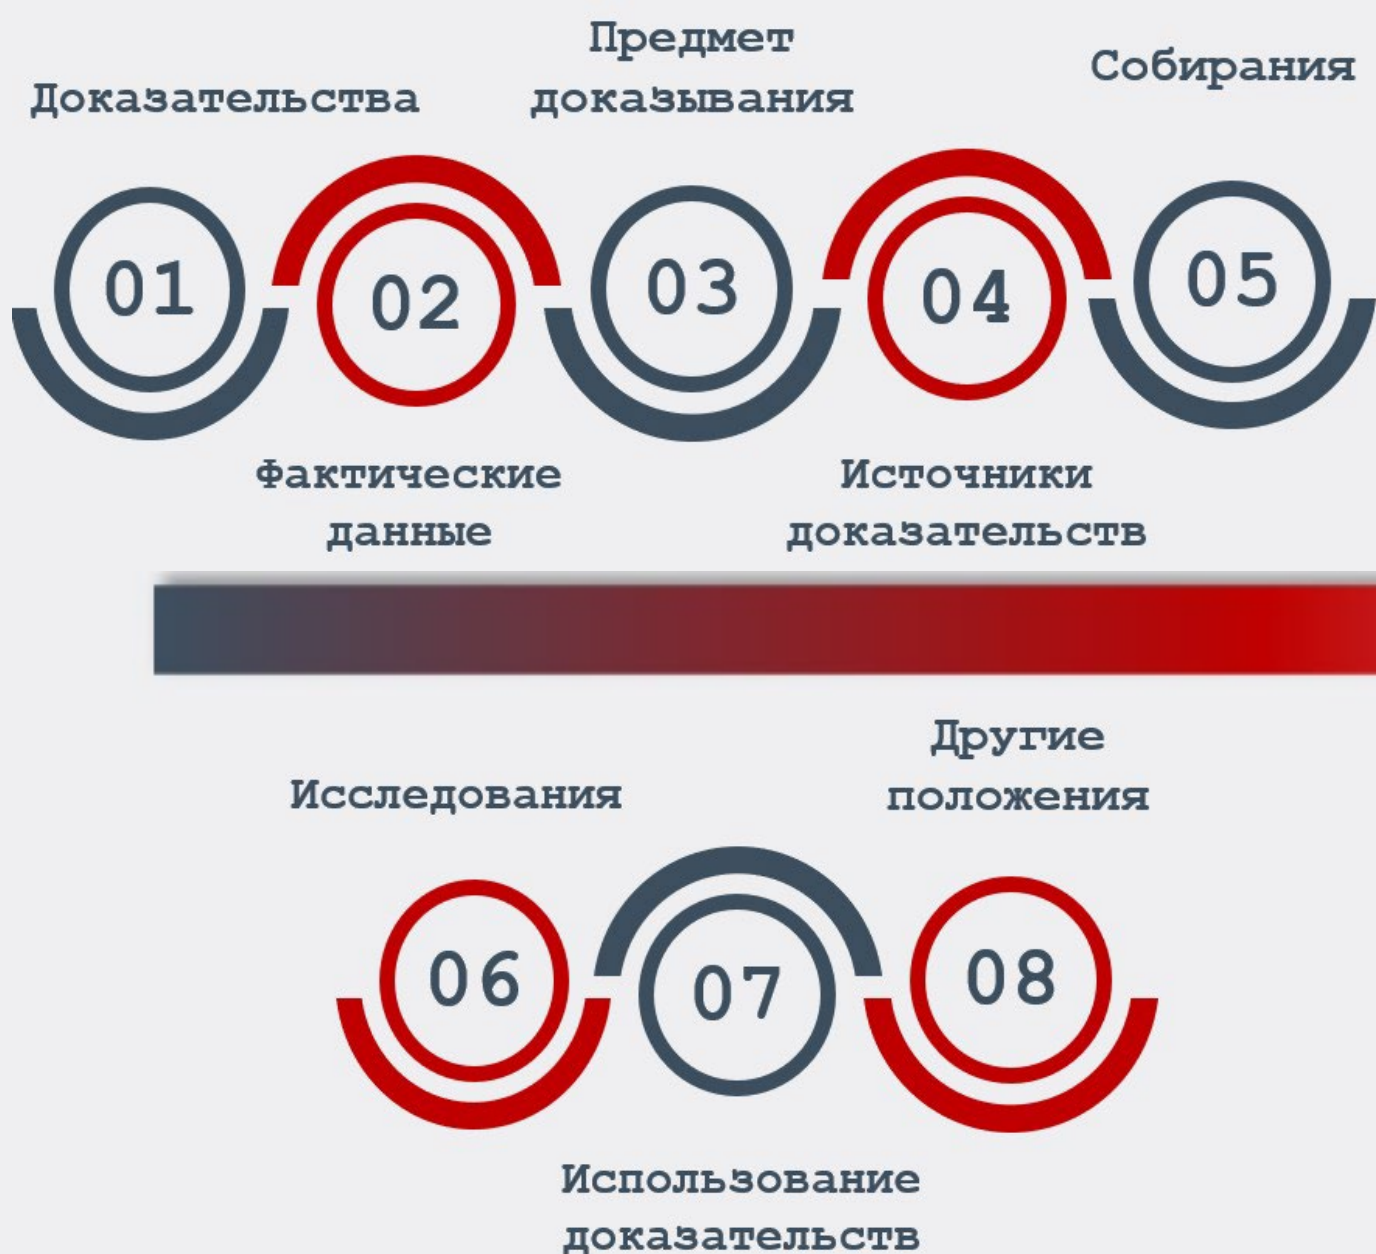 Доказательства
Предмет
доказывания
Собирания
01
02
03
04
05
Фактические
данные
Источники
доказательств
Исследования
Другие
положения
06
07
08
Использование
доказательств